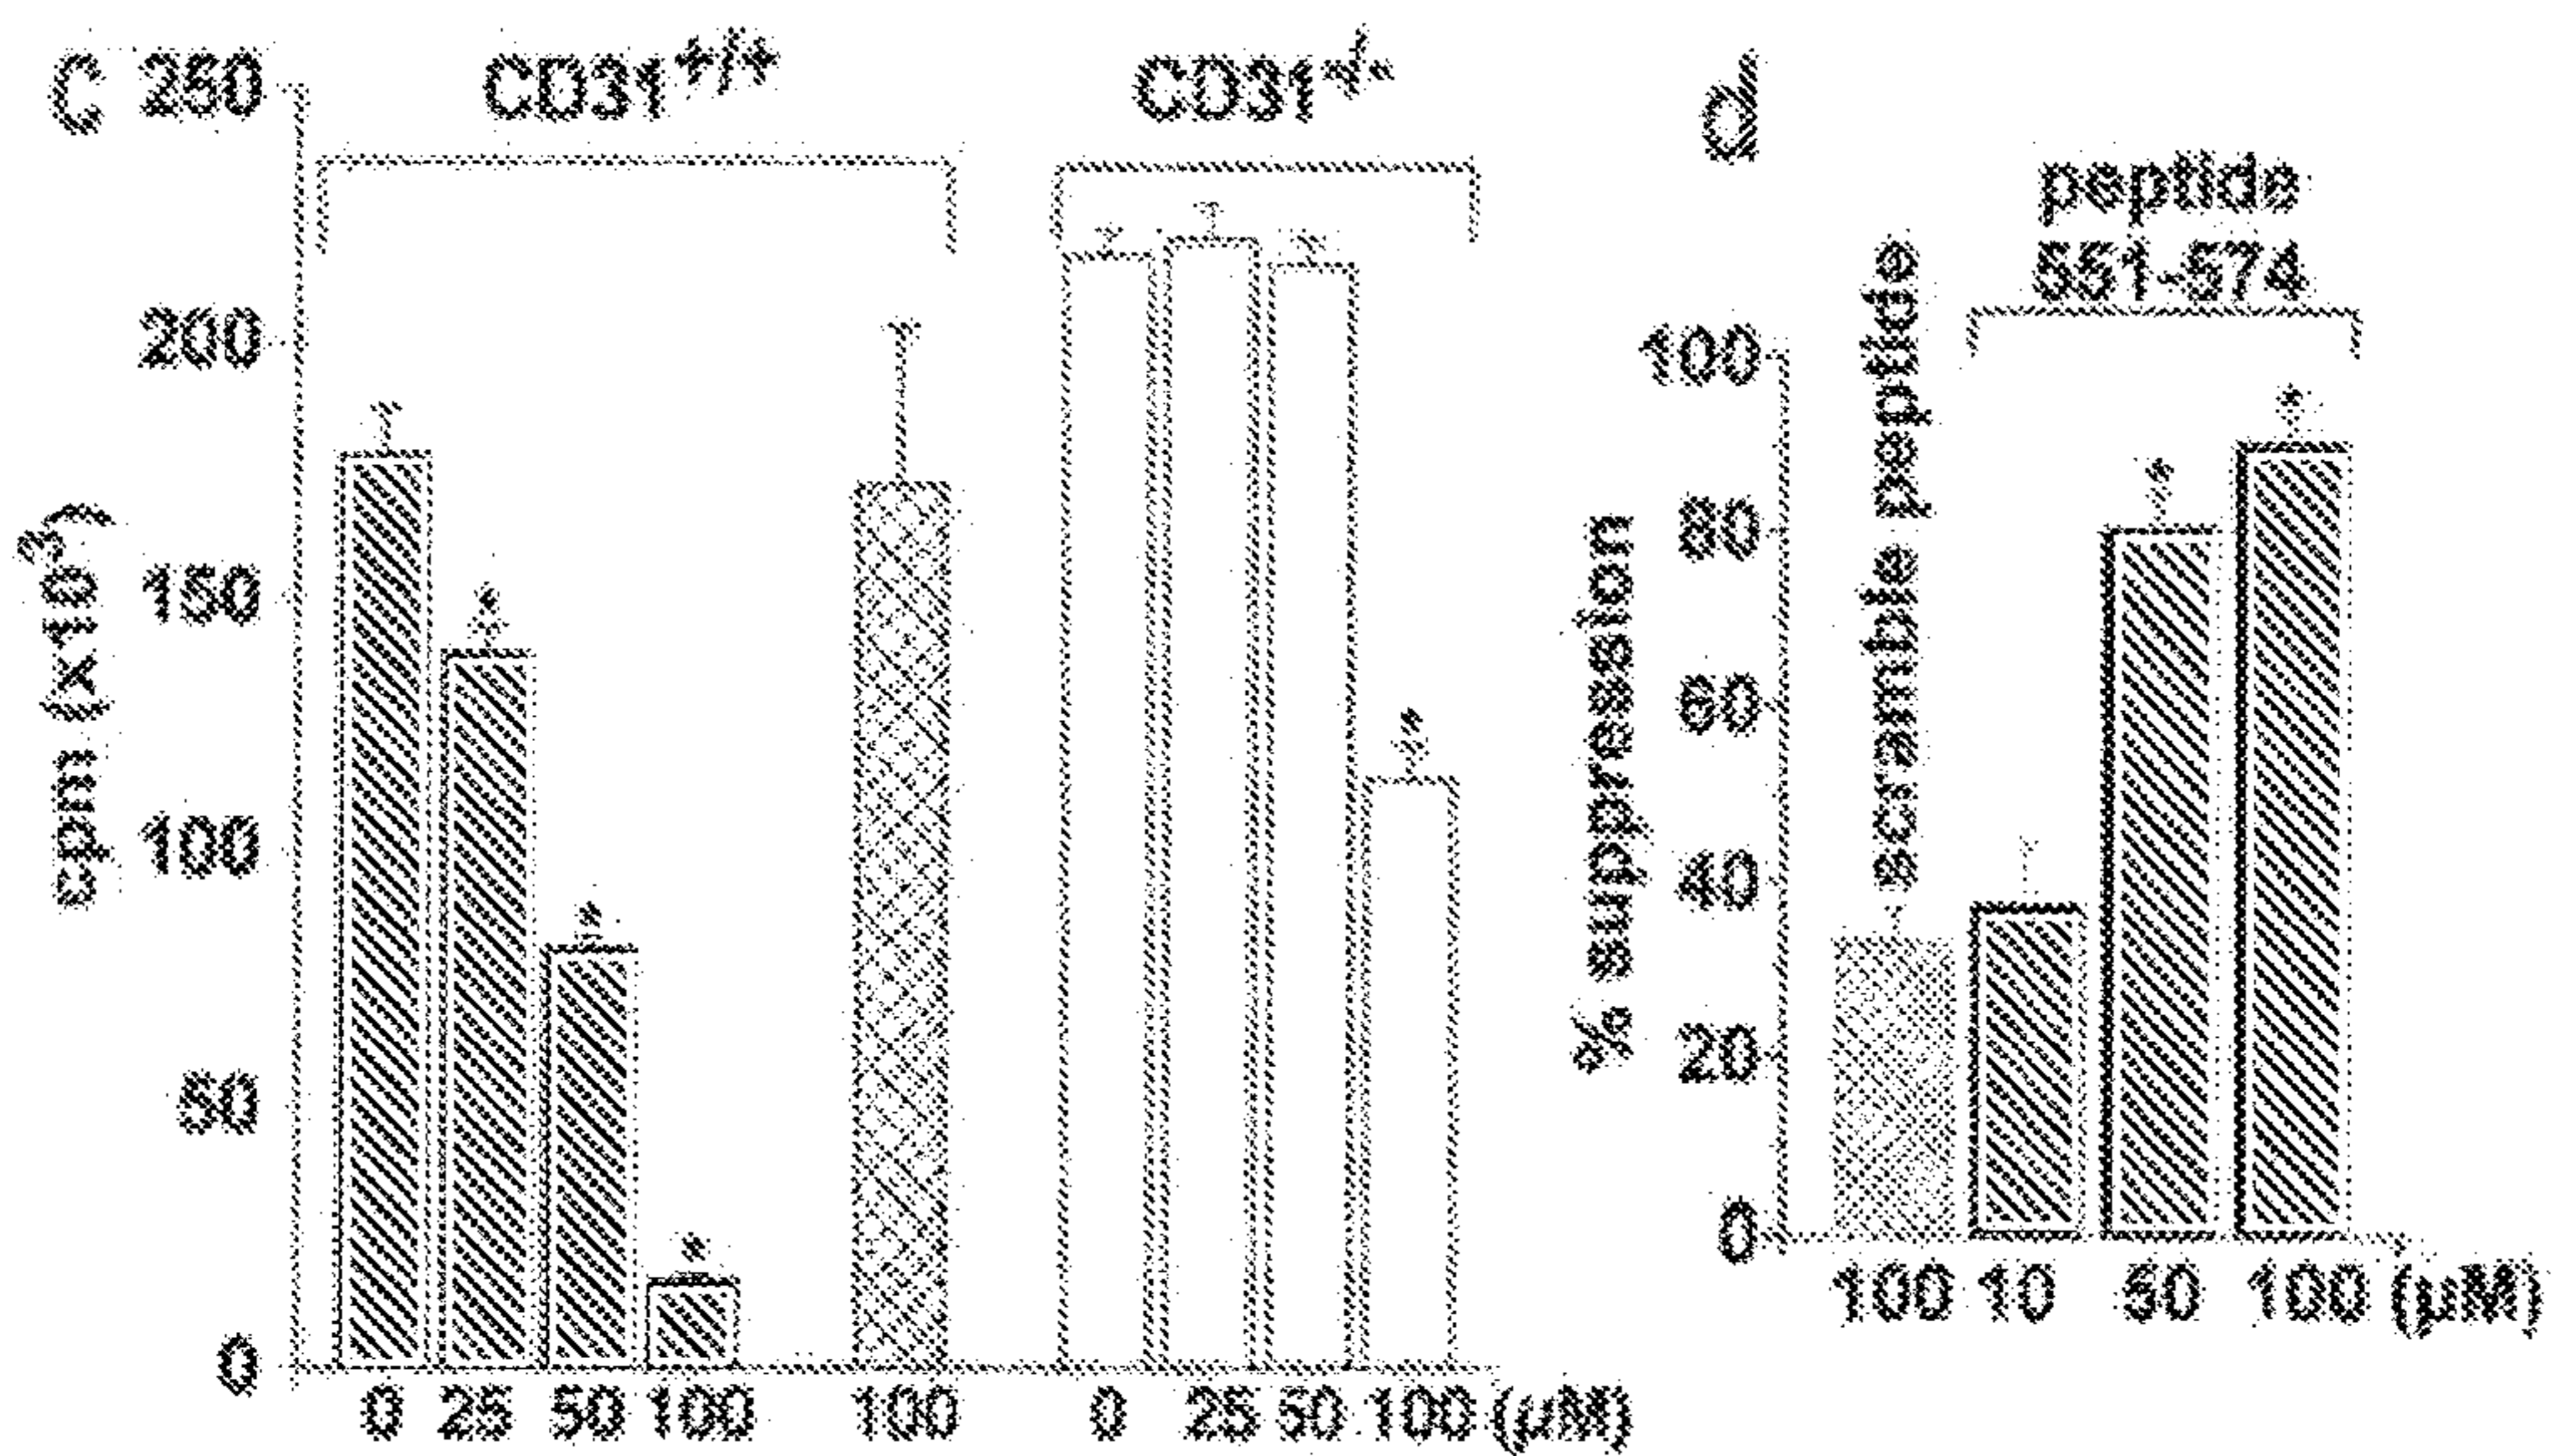 c
CD31+/+
CD31-/-
250
200
150
100
50
0
cpm (x10³)
0 25 50 100 100 0 25 50 100 (µM)
d
peptide
551-574
scramble peptide
% suppression
100
80
60
40
20
0
100 10 50 100 (µM)